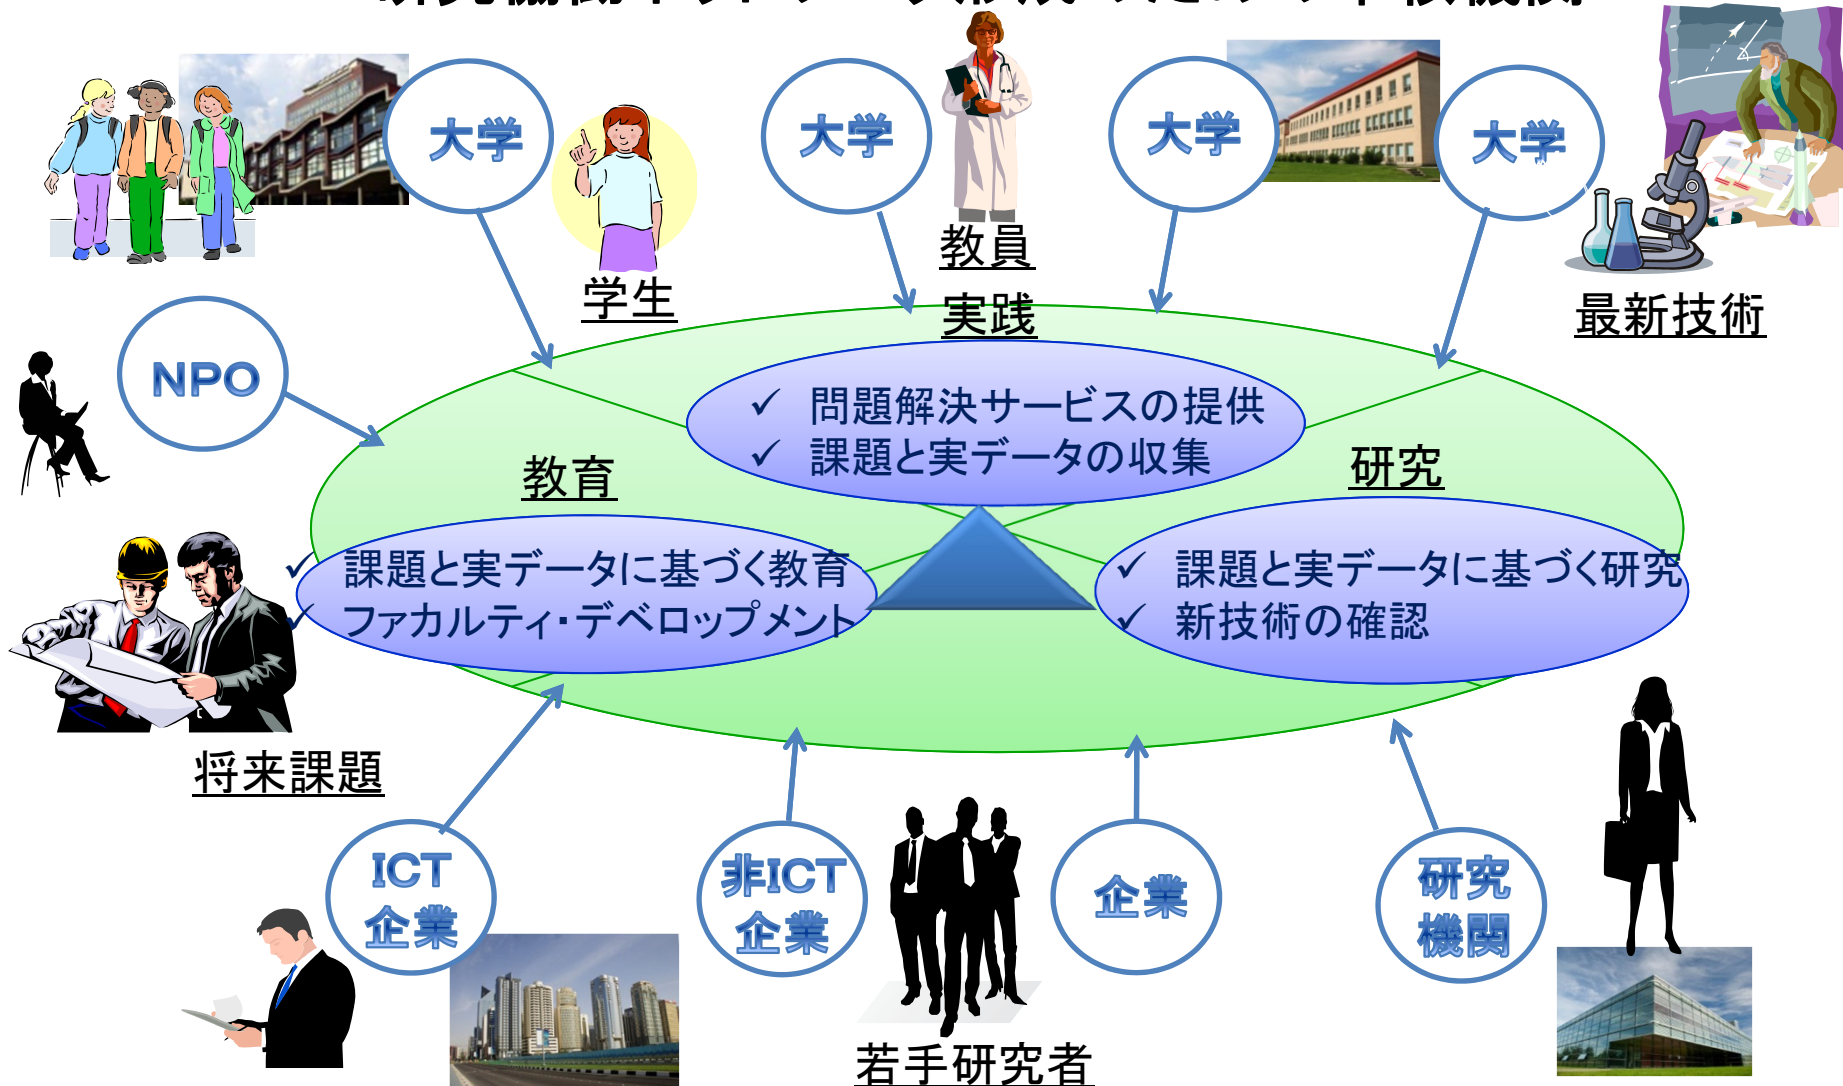 大学
大学
大学
大学
教員
学生
実践
最新技術
NPO
✓ 問題解決サービスの提供
✓ 課題と実データの収集
教育
研究
✓ 課題と実データに基づく教育
✓ ファカルティ・デベロップメント
✓ 課題と実データに基づく研究
✓ 新技術の確認
将来課題
ICT
企業
非ICT
企業
企業
研究
機関
若手研究者